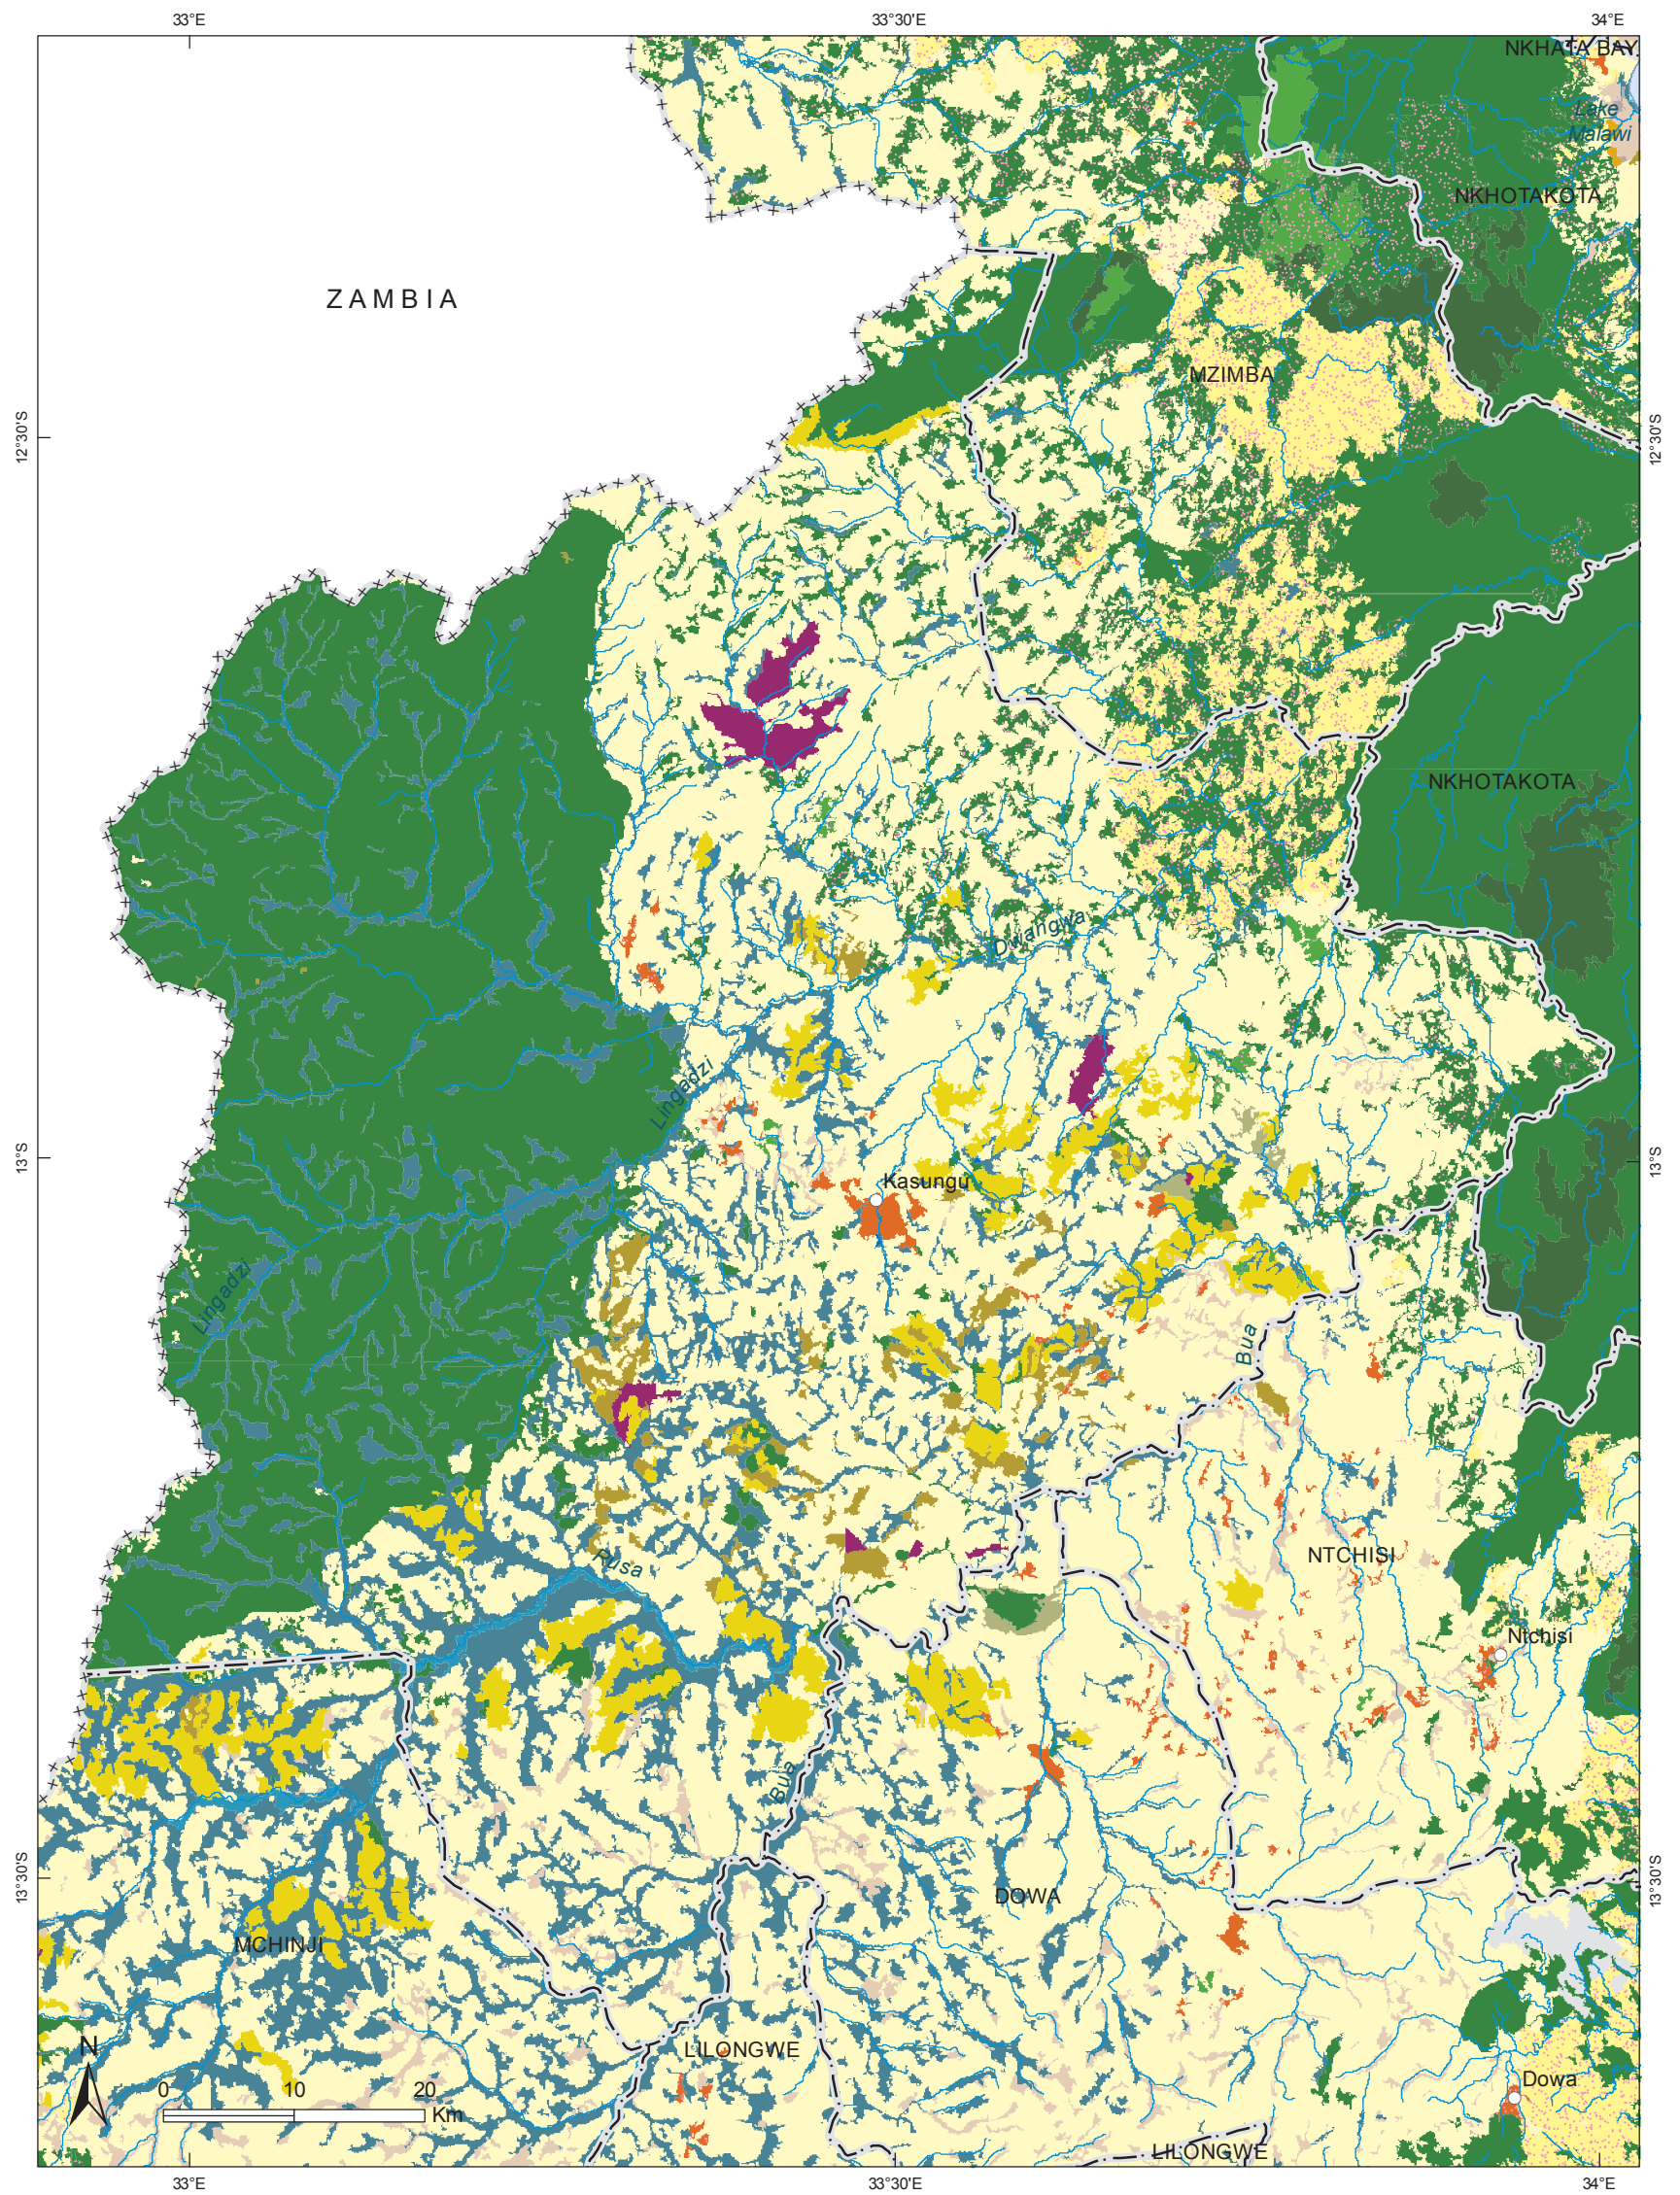 33°E
33°30'E
34°E
NKHATA BAY
Lake
Malawi
NKHOTAKOTA
ZAMBIA
MZIMBA
12°30'S
12°30'S
NKHOTAKOTA
Dwangwa
Lingadzi
13°S
13°S
Kasungu
Lingadzi
Bua
Rusa
NTCHISI
Ntchisi
Bua
13°30'S
13°30'S
DOWA
MCHINJI
N
LILONGWE
0 10 20
Km
Dowa
LILONGWE
33°E
33°30'E
34°E